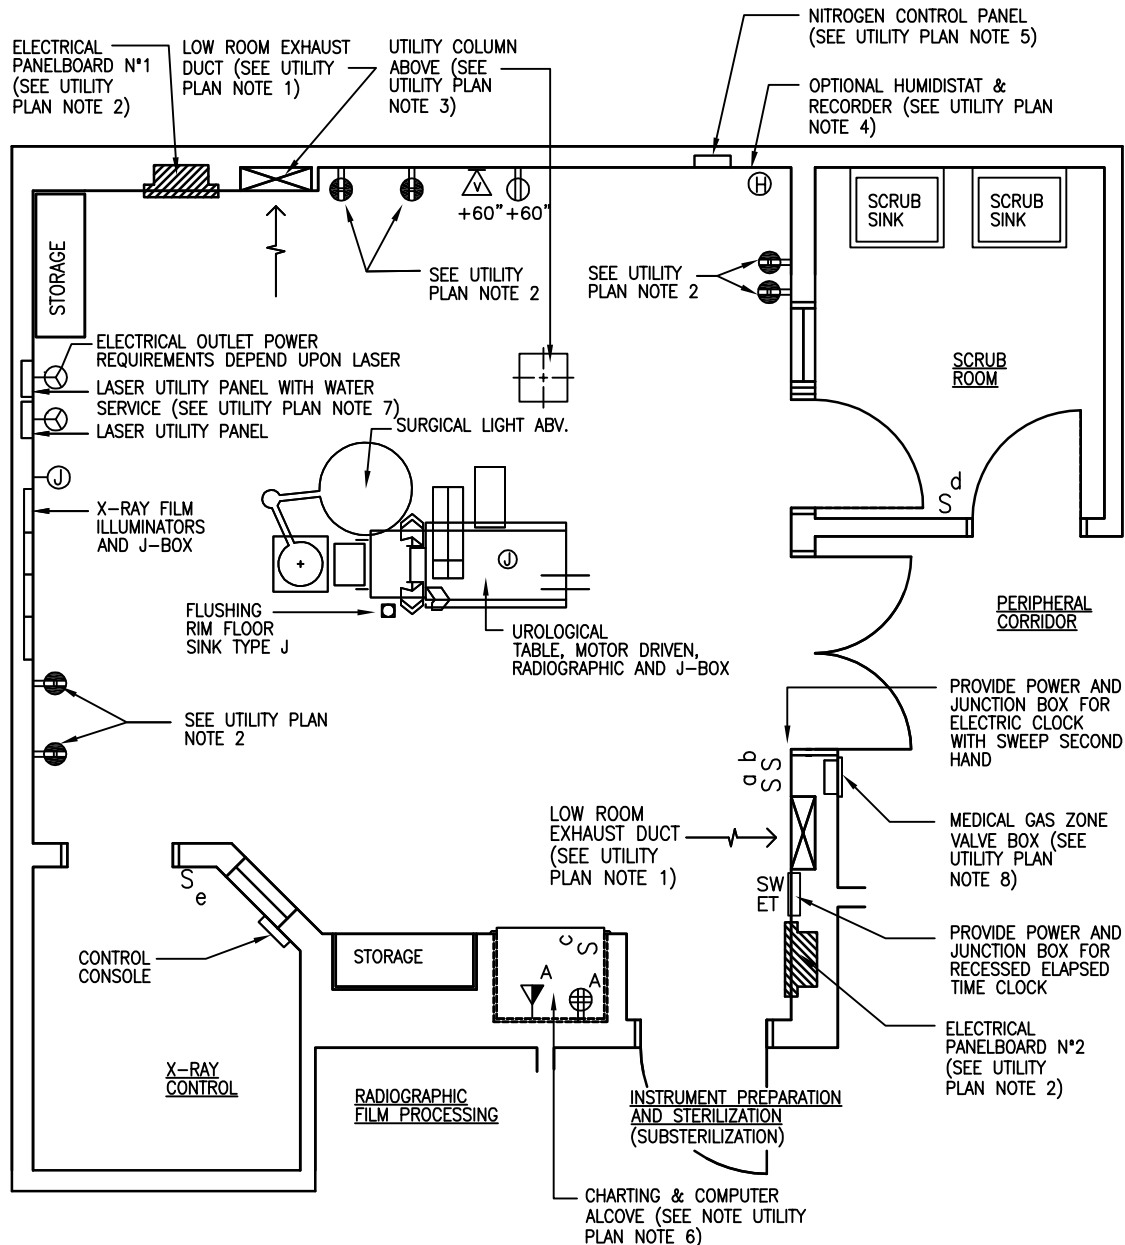 NITROGEN CONTROL PANEL
(SEE UTILITY PLAN NOTE 5)
ELECTRICAL
PANELBOARD N°1
(SEE UTILITY
PLAN NOTE 2)
LOW ROOM EXHAUST
DUCT (SEE UTILITY
PLAN NOTE 1)
UTILITY COLUMN
ABOVE (SEE
UTILITY PLAN
NOTE 3)
OPTIONAL HUMIDISTAT &
RECORDER (SEE UTILITY PLAN
NOTE 4)
V
+60"
+60"
H
SCRUB
SINK
SCRUB
SINK
STORAGE
SEE UTILITY
PLAN NOTE 2
SEE UTILITY
PLAN NOTE 2
ELECTRICAL OUTLET POWER
REQUIREMENTS DEPEND UPON LASER
LASER UTILITY PANEL WITH WATER
SERVICE (SEE UTILITY PLAN NOTE 7)
LASER UTILITY PANEL
SURGICAL LIGHT ABV.
SCRUB
ROOM
J
X-RAY FILM
ILLUMINATORS
AND J-BOX
S
d
J
FLUSHING
RIM FLOOR
SINK TYPE J
UROLOGICAL
TABLE, MOTOR DRIVEN,
RADIOGRAPHIC AND J-BOX
PERIPHERAL
CORRIDOR
PROVIDE POWER AND
JUNCTION BOX FOR
ELECTRIC CLOCK
WITH SWEEP SECOND
HAND
SEE UTILITY PLAN
NOTE 2
S b
S a
LOW ROOM
EXHAUST DUCT
(SEE UTILITY
PLAN NOTE 1)
MEDICAL GAS ZONE
VALVE BOX (SEE
UTILITY PLAN
NOTE 8)
S
e
SW
ET
CONTROL
CONSOLE
STORAGE
S c
A
A
PROVIDE POWER AND
JUNCTION BOX FOR
RECESSED ELAPSED
TIME CLOCK
ELECTRICAL
PANELBOARD N°2
(SEE UTILITY
PLAN NOTE 2)
X-RAY
CONTROL
RADIOGRAPHIC
FILM PROCESSING
INSTRUMENT PREPARATION
AND STERILIZATION
(SUBSTERILIZATION)
CHARTING & COMPUTER
ALCOVE (SEE NOTE UTILITY
PLAN NOTE 6)